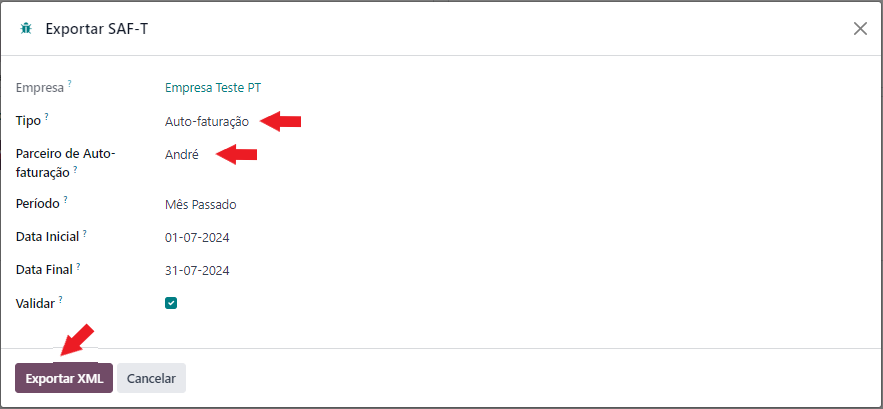 Exportar SAF-T
Empresa ? Empresa Teste PT
Tipo ? Auto-faturação
Parceiro de Auto- André
faturação ?
Período ? Mês Passado
Data Inicial ? 01-07-2024
Data Final ? 31-07-2024
Validar ?
Exportar XML Cancelar